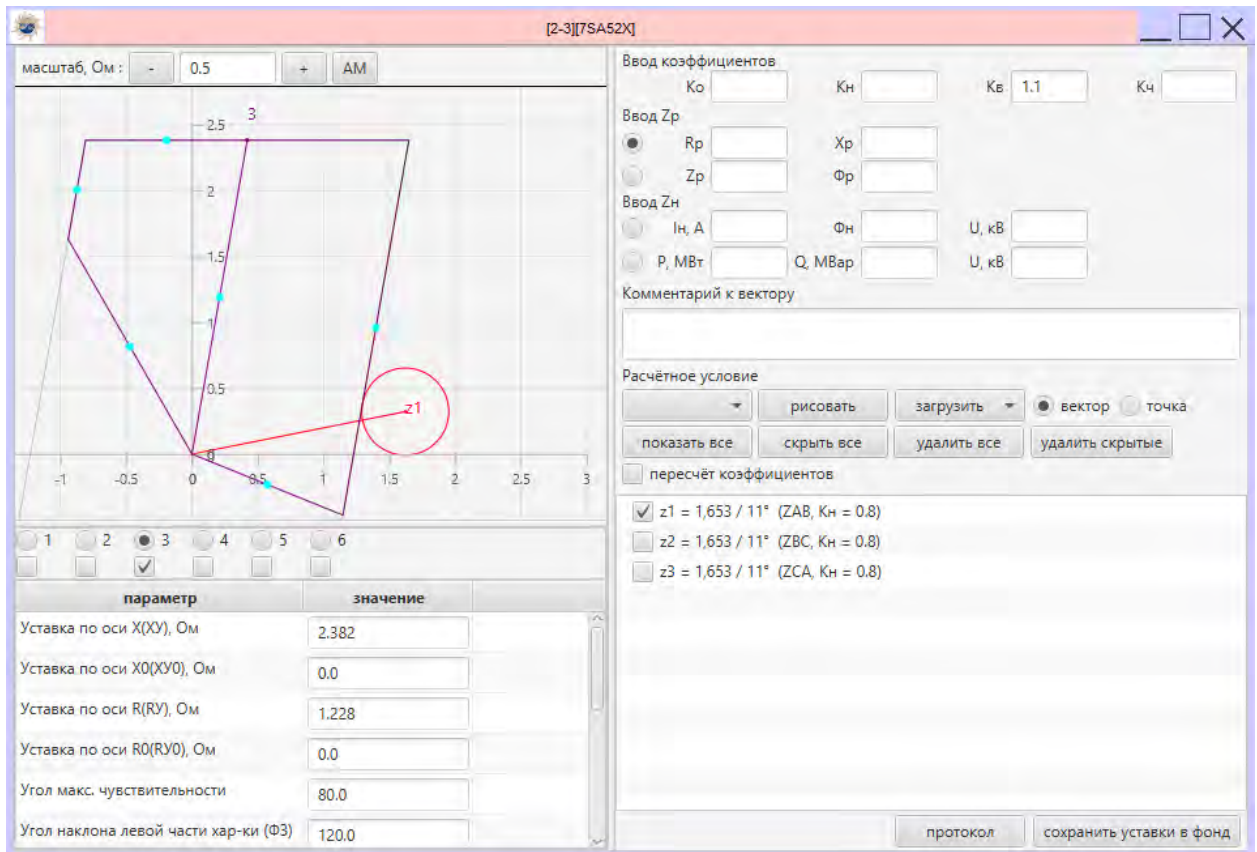 [2-3][7SA52X]
масштаб, Ом : - 0.5 + АМ
3
2.5
2
1.5
1
0.5
z1
0
-1 -0.5 0 0.5 1 1.5 2 2.5 3
1 2 3 4 5 6
параметр значение
Уставка по оси X(XУ), Ом 2.382
Уставка по оси X0(XУ0), Ом 0.0
Уставка по оси R(RУ), Ом 1.228
Уставка по оси R0(RУ0), Ом 0.0
Угол макс. чувствительности 80.0
Угол наклона левой части хар-ки (Ф3) 120.0
Ввод коэффициентов
Ко Кн Кв 1.1 Кч
Ввод Zр
Rр Xр
Zр Фр
Ввод Zн
Iн, А Фн U, кВ
P, МВт Q, МВар U, кВ
Комментарий к вектору
Расчётное условие
рисовать загрузить вектор точка
показать все скрыть все удалить все удалить скрытые
пересчёт коэффициентов
z1 = 1,653 / 11° (ZAB, Кн = 0.8)
z2 = 1,653 / 11° (ZBC, Кн = 0.8)
z3 = 1,653 / 11° (ZCA, Кн = 0.8)
протокол сохранить уставки в фонд